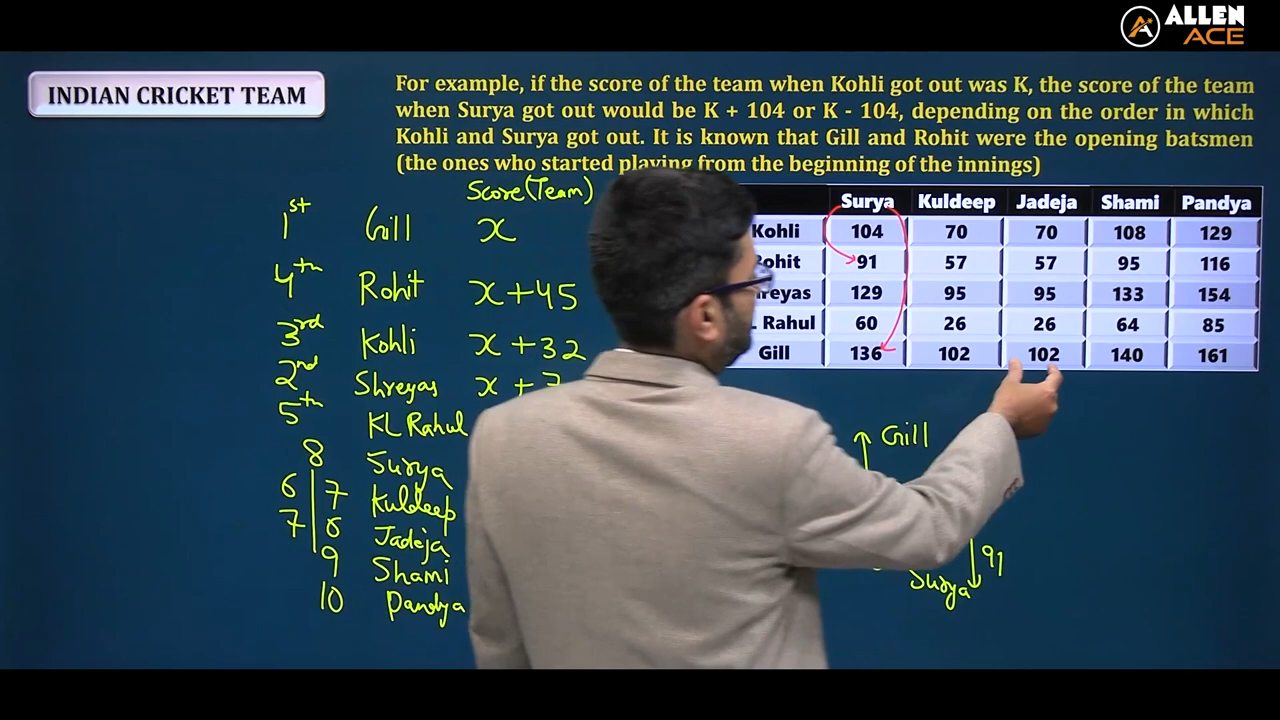 ALLEN
ACE
INDIAN CRICKET TEAM
For example, if the score of the team when Kohli got out was K, the score of the team
when Surya got out would be K + 104 or K - 104, depending on the order in which
Kohli and Surya got out. It is known that Gill and Rohit were the opening batsmen
(the ones who started playing from the beginning of the innings)
Score(Team)
1st Gill x
4th Rohit x+45
3rd Kohli x+32
2nd Shreyas x+7
5th KL Rahul
8 Surya
6 7 Kuldeep
7 6 Jadeja
9 Shami
10 Pandya
Surya Kuldeep Jadeja Shami Pandya
Kohli 104 70 70 108 129
91 57 57 95 116
129 95 95 133 154
Rahul 60 26 26 64 85
Gill 136 102 102 140 161
Gill
91
Surya